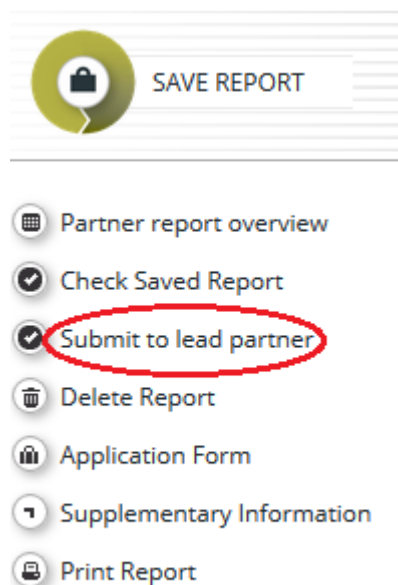 SAVE REPORT
Partner report overview
Check Saved Report
Submit to lead partner
Delete Report
Application Form
Supplementary Information
Print Report